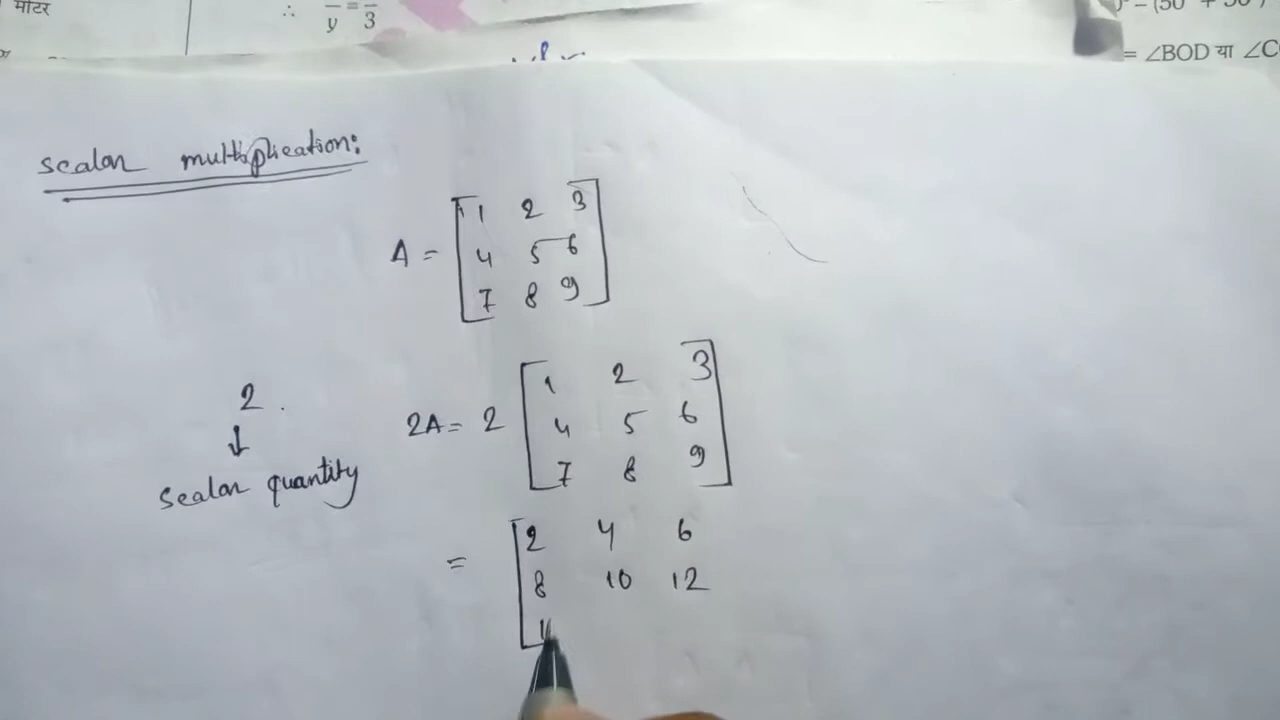 मीटर
∴ y = 3
= ∠BOD या ∠C
scalar multiplication:
A = [1 2 3
4 5 6
7 8 9]
2
↓
scalar quantity
2A = 2 [1 2 3
4 5 6
7 8 9]
= [2 4 6
8 10 12
1